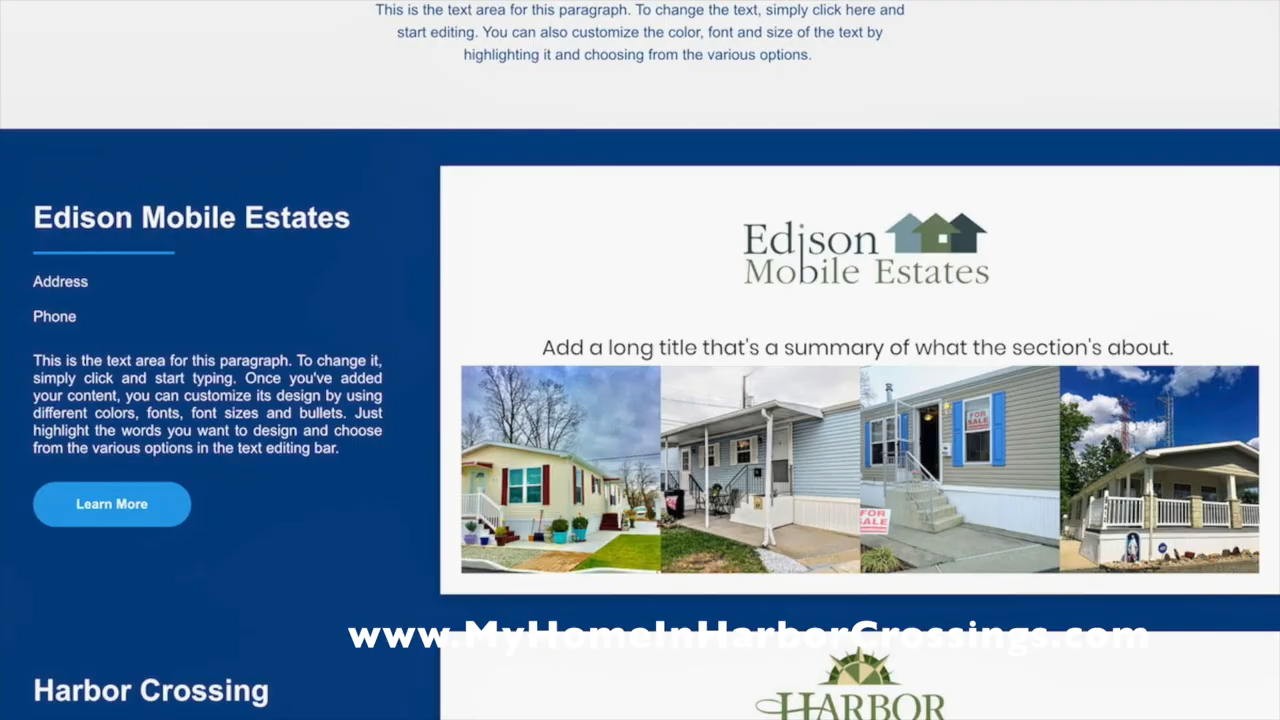 This is the text area for this paragraph. To change the text, simply click here and
start editing. You can also customize the color, font and size of the text by
highlighting it and choosing from the various options.
Edison Mobile Estates
Address
Phone
This is the text area for this paragraph. To change it,
simply click and start typing. Once you've added
your content, you can customize its design by using
different colors, fonts, font sizes and bullets. Just
highlight the words you want to design and choose
from the various options in the text editing bar.
Learn More
Edison
Mobile Estates
Add a long title that's a summary of what the section's about.
FOR
SALE
FOR
SALE
www.MyHomeInHarborCrossings.com
Harbor Crossing
HARBOR